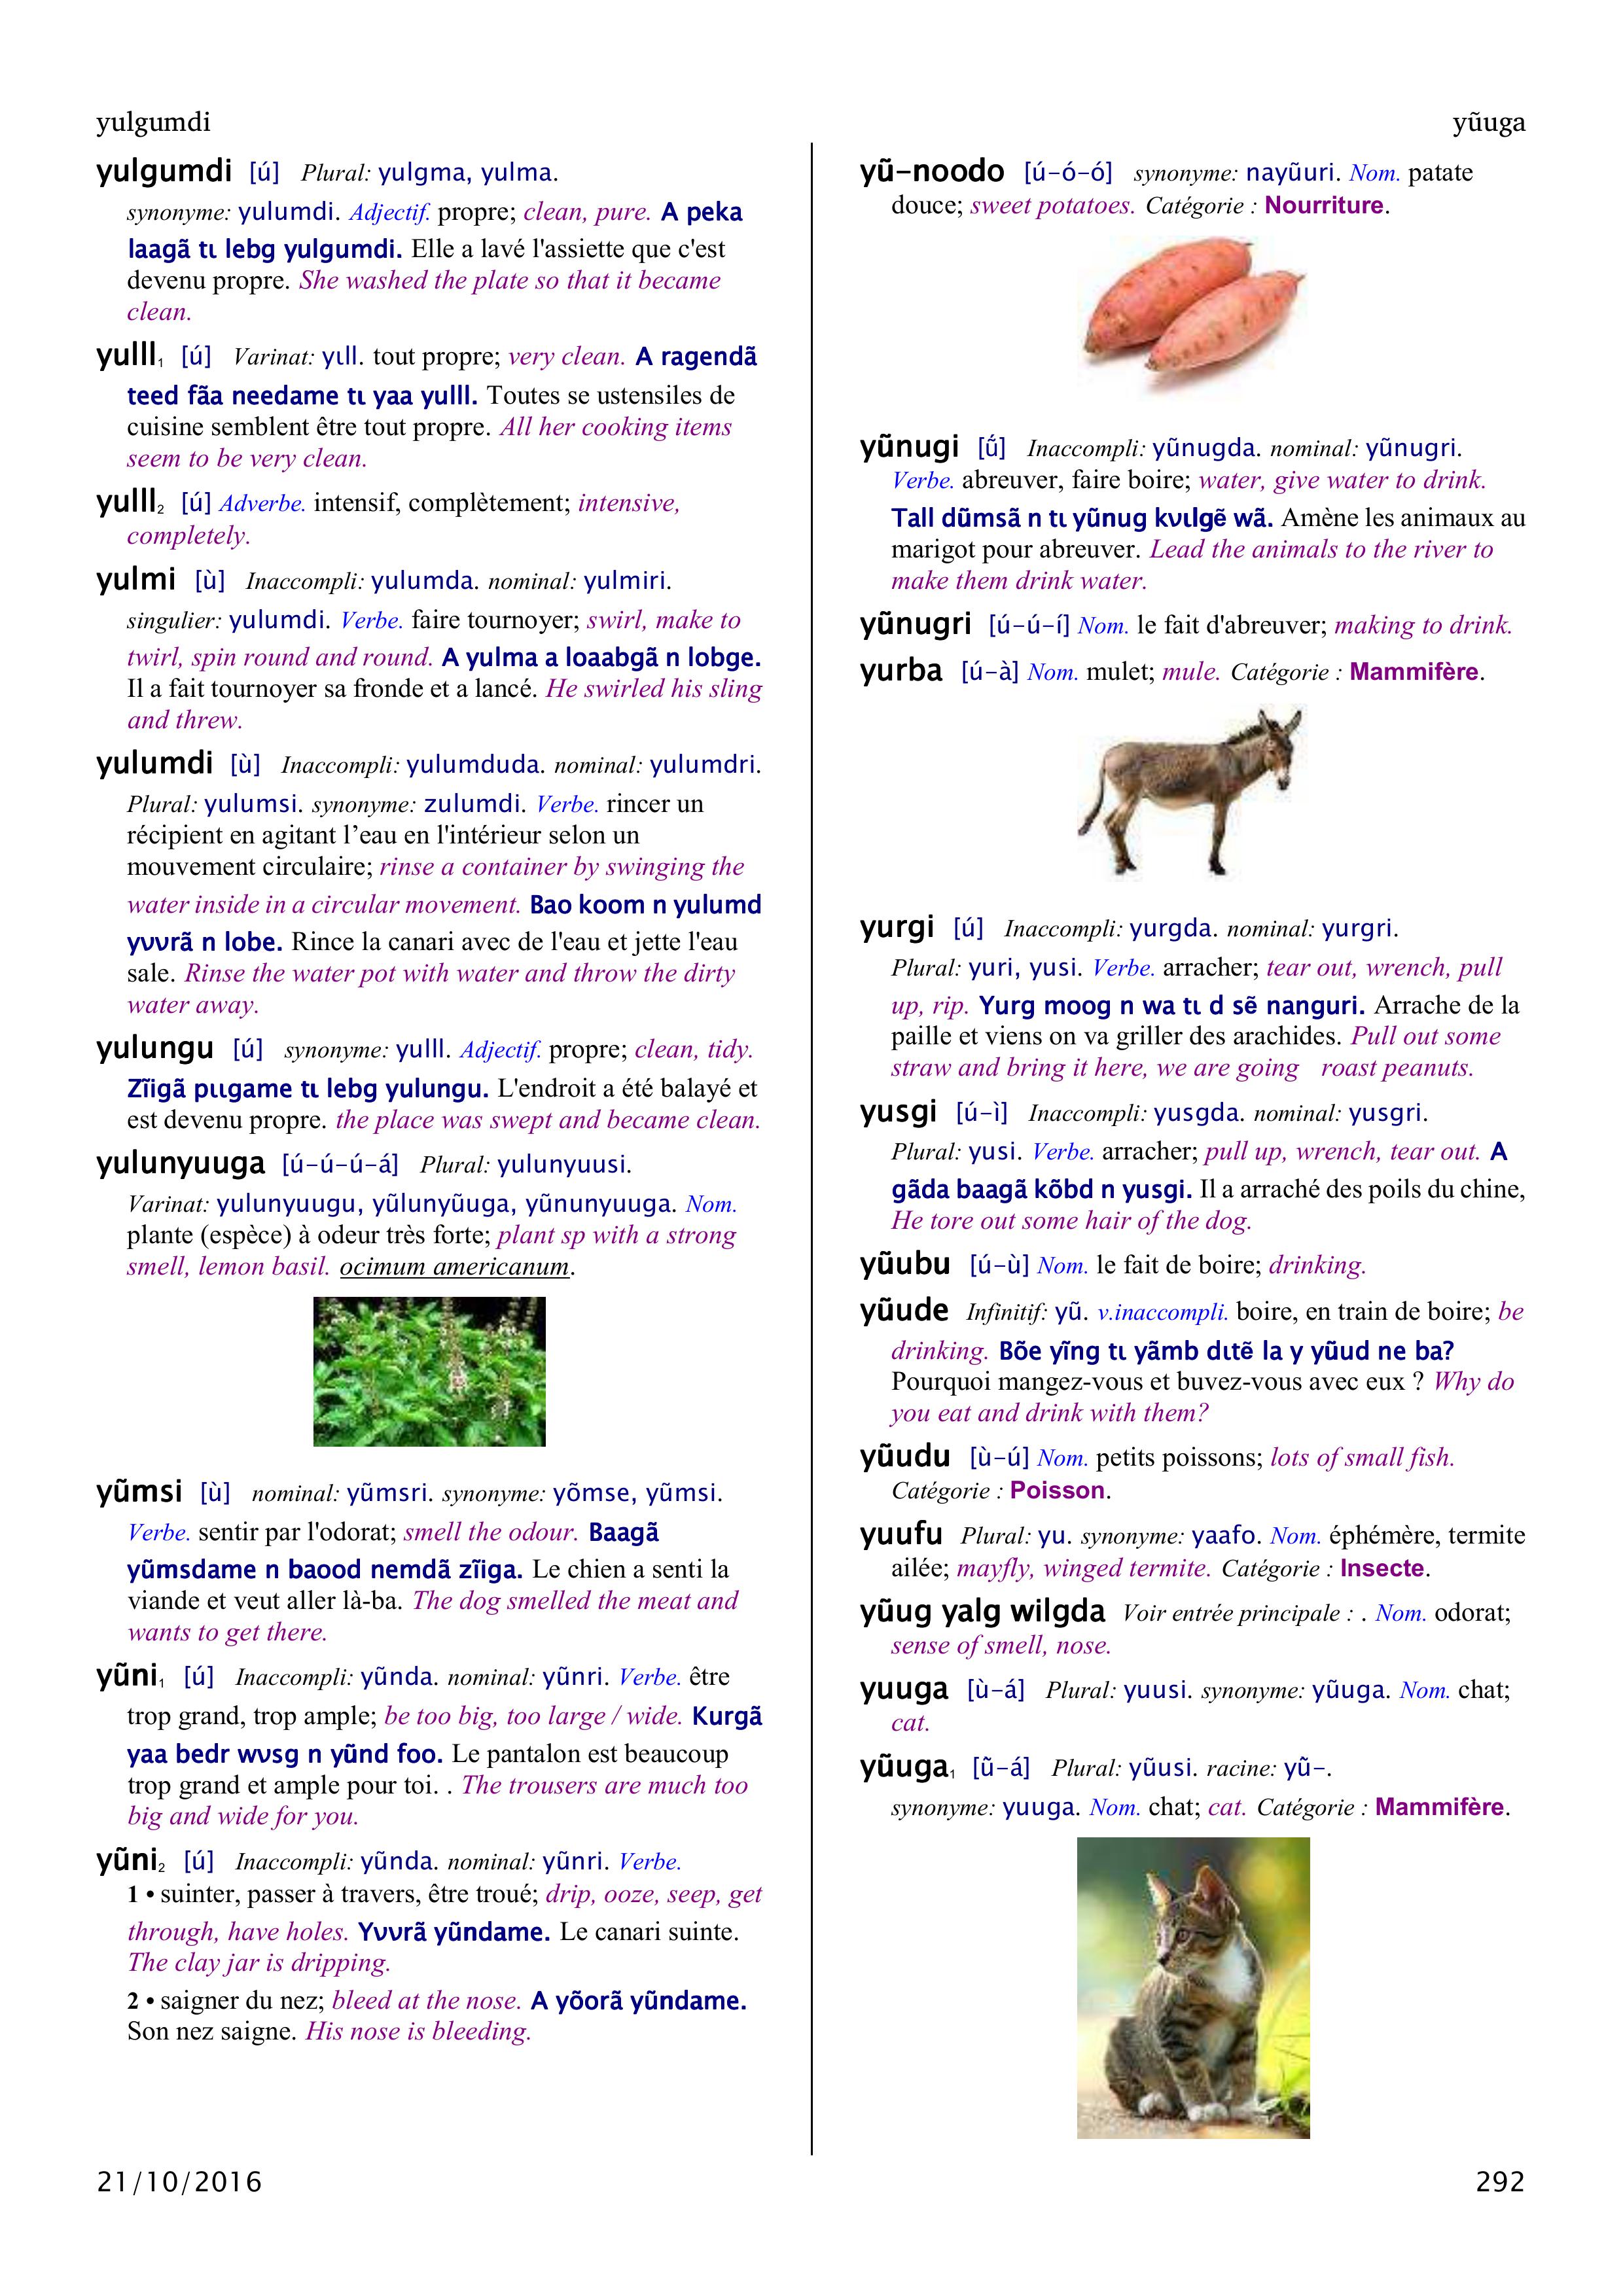 yulgumdi
yũuga
yulgumdi [ú] Plural: yulgma, yulma.
synonyme: yulumdi. Adjectif. propre; clean, pure. A peka
laagã tɩ lebg yulgumdi. Elle a lavé l'assiette que c'est
devenu propre. She washed the plate so that it became
clean.
yulll₁ [ú] Varinat: yɩll. tout propre; very clean. A ragendã
teed fãa needame tɩ yaa yulll. Toutes se ustensiles de
cuisine semblent être tout propre. All her cooking items
seem to be very clean.
yulll₂ [ú] Adverbe. intensif, complètement; intensive,
completely.
yulmi [ù] Inaccompli: yulumda. nominal: yulmiri.
singulier: yulumdi. Verbe. faire tournoyer; swirl, make to
twirl, spin round and round. A yulma a loaabgã n lobge.
Il a fait tournoyer sa fronde et a lancé. He swirled his sling
and threw.
yulumdi [ù] Inaccompli: yulumduda. nominal: yulumdri.
Plural: yulumsi. synonyme: zulumdi. Verbe. rincer un
récipient en agitant l’eau en l'intérieur selon un
mouvement circulaire; rinse a container by swinging the
water inside in a circular movement. Bao koom n yulumd
yʋʋrã n lobe. Rince la canari avec de l'eau et jette l'eau
sale. Rinse the water pot with water and throw the dirty
water away.
yulungu [ú] synonyme: yulll. Adjectif. propre; clean, tidy.
Zĩigã pɩɩgame tɩ lebg yulungu. L'endroit a été balayé et
est devenu propre. the place was swept and became clean.
yulunyuuga [ú-ú-ú-á] Plural: yulunyuusi.
Varinat: yulunyuugu, yũlunyũuga, yũnunyuuga. Nom.
plante (espèce) à odeur très forte; plant sp with a strong
smell, lemon basil. ocimum americanum.
yũmsi [ù] nominal: yũmsri. synonyme: yõmse, yũmsi.
Verbe. sentir par l'odorat; smell the odour. Baagã
yũmsdame n baood nemdã zĩiga. Le chien a senti la
viande et veut aller là-ba. The dog smelled the meat and
wants to get there.
yũni₁ [ú] Inaccompli: yũnda. nominal: yũnri. Verbe. être
trop grand, trop ample; be too big, too large / wide. Kurgã
yaa bedr wʋsg n yũnd foo. Le pantalon est beaucoup
trop grand et ample pour toi. . The trousers are much too
big and wide for you.
yũni₂ [ú] Inaccompli: yũnda. nominal: yũnri. Verbe.
1 • suinter, passer à travers, être troué; drip, ooze, seep, get
through, have holes. Yʋʋrã yũndame. Le canari suinte.
The clay jar is dripping.
2 • saigner du nez; bleed at the nose. A yõorã yũndame.
Son nez saigne. His nose is bleeding.
yũ-noodo [ú-ó-ó] synonyme: nayũuri. Nom. patate
douce; sweet potatoes. Catégorie : Nourriture.
yũnugi [ṹ] Inaccompli: yũnugda. nominal: yũnugri.
Verbe. abreuver, faire boire; water, give water to drink.
Tall dũmsã n tɩ yũnug kʋɩlgẽ wã. Amène les animaux au
marigot pour abreuver. Lead the animals to the river to
make them drink water.
yũnugri [ú-ú-í] Nom. le fait d'abreuver; making to drink.
yurba [ú-à] Nom. mulet; mule. Catégorie : Mammifère.
yurgi [ú] Inaccompli: yurgda. nominal: yurgri.
Plural: yuri, yusi. Verbe. arracher; tear out, wrench, pull
up, rip. Yurg moog n wa tɩ d sẽ nanguri. Arrache de la
paille et viens on va griller des arachides. Pull out some
straw and bring it here, we are going roast peanuts.
yusgi [ú-ì] Inaccompli: yusgda. nominal: yusgri.
Plural: yusi. Verbe. arracher; pull up, wrench, tear out. A
gãda baagã kõbd n yusgi. Il a arraché des poils du chine,
He tore out some hair of the dog.
yũubu [ú-ù] Nom. le fait de boire; drinking.
yũude Infinitif: yũ. v.inaccompli. boire, en train de boire; be
drinking. Bõe yĩng tɩ yãmb dɩtẽ la y yũud ne ba?
Pourquoi mangez-vous et buvez-vous avec eux ? Why do
you eat and drink with them?
yũudu [ù-ú] Nom. petits poissons; lots of small fish.
Catégorie : Poisson.
yuufu Plural: yu. synonyme: yaafo. Nom. éphémère, termite
ailée; mayfly, winged termite. Catégorie : Insecte.
yũug yalg wilgda Voir entrée principale : . Nom. odorat;
sense of smell, nose.
yuuga [ù-á] Plural: yuusi. synonyme: yũuga. Nom. chat;
cat.
yũuga₁ [ũ-á] Plural: yũusi. racine: yũ-.
synonyme: yuuga. Nom. chat; cat. Catégorie : Mammifère.
21/10/2016
292